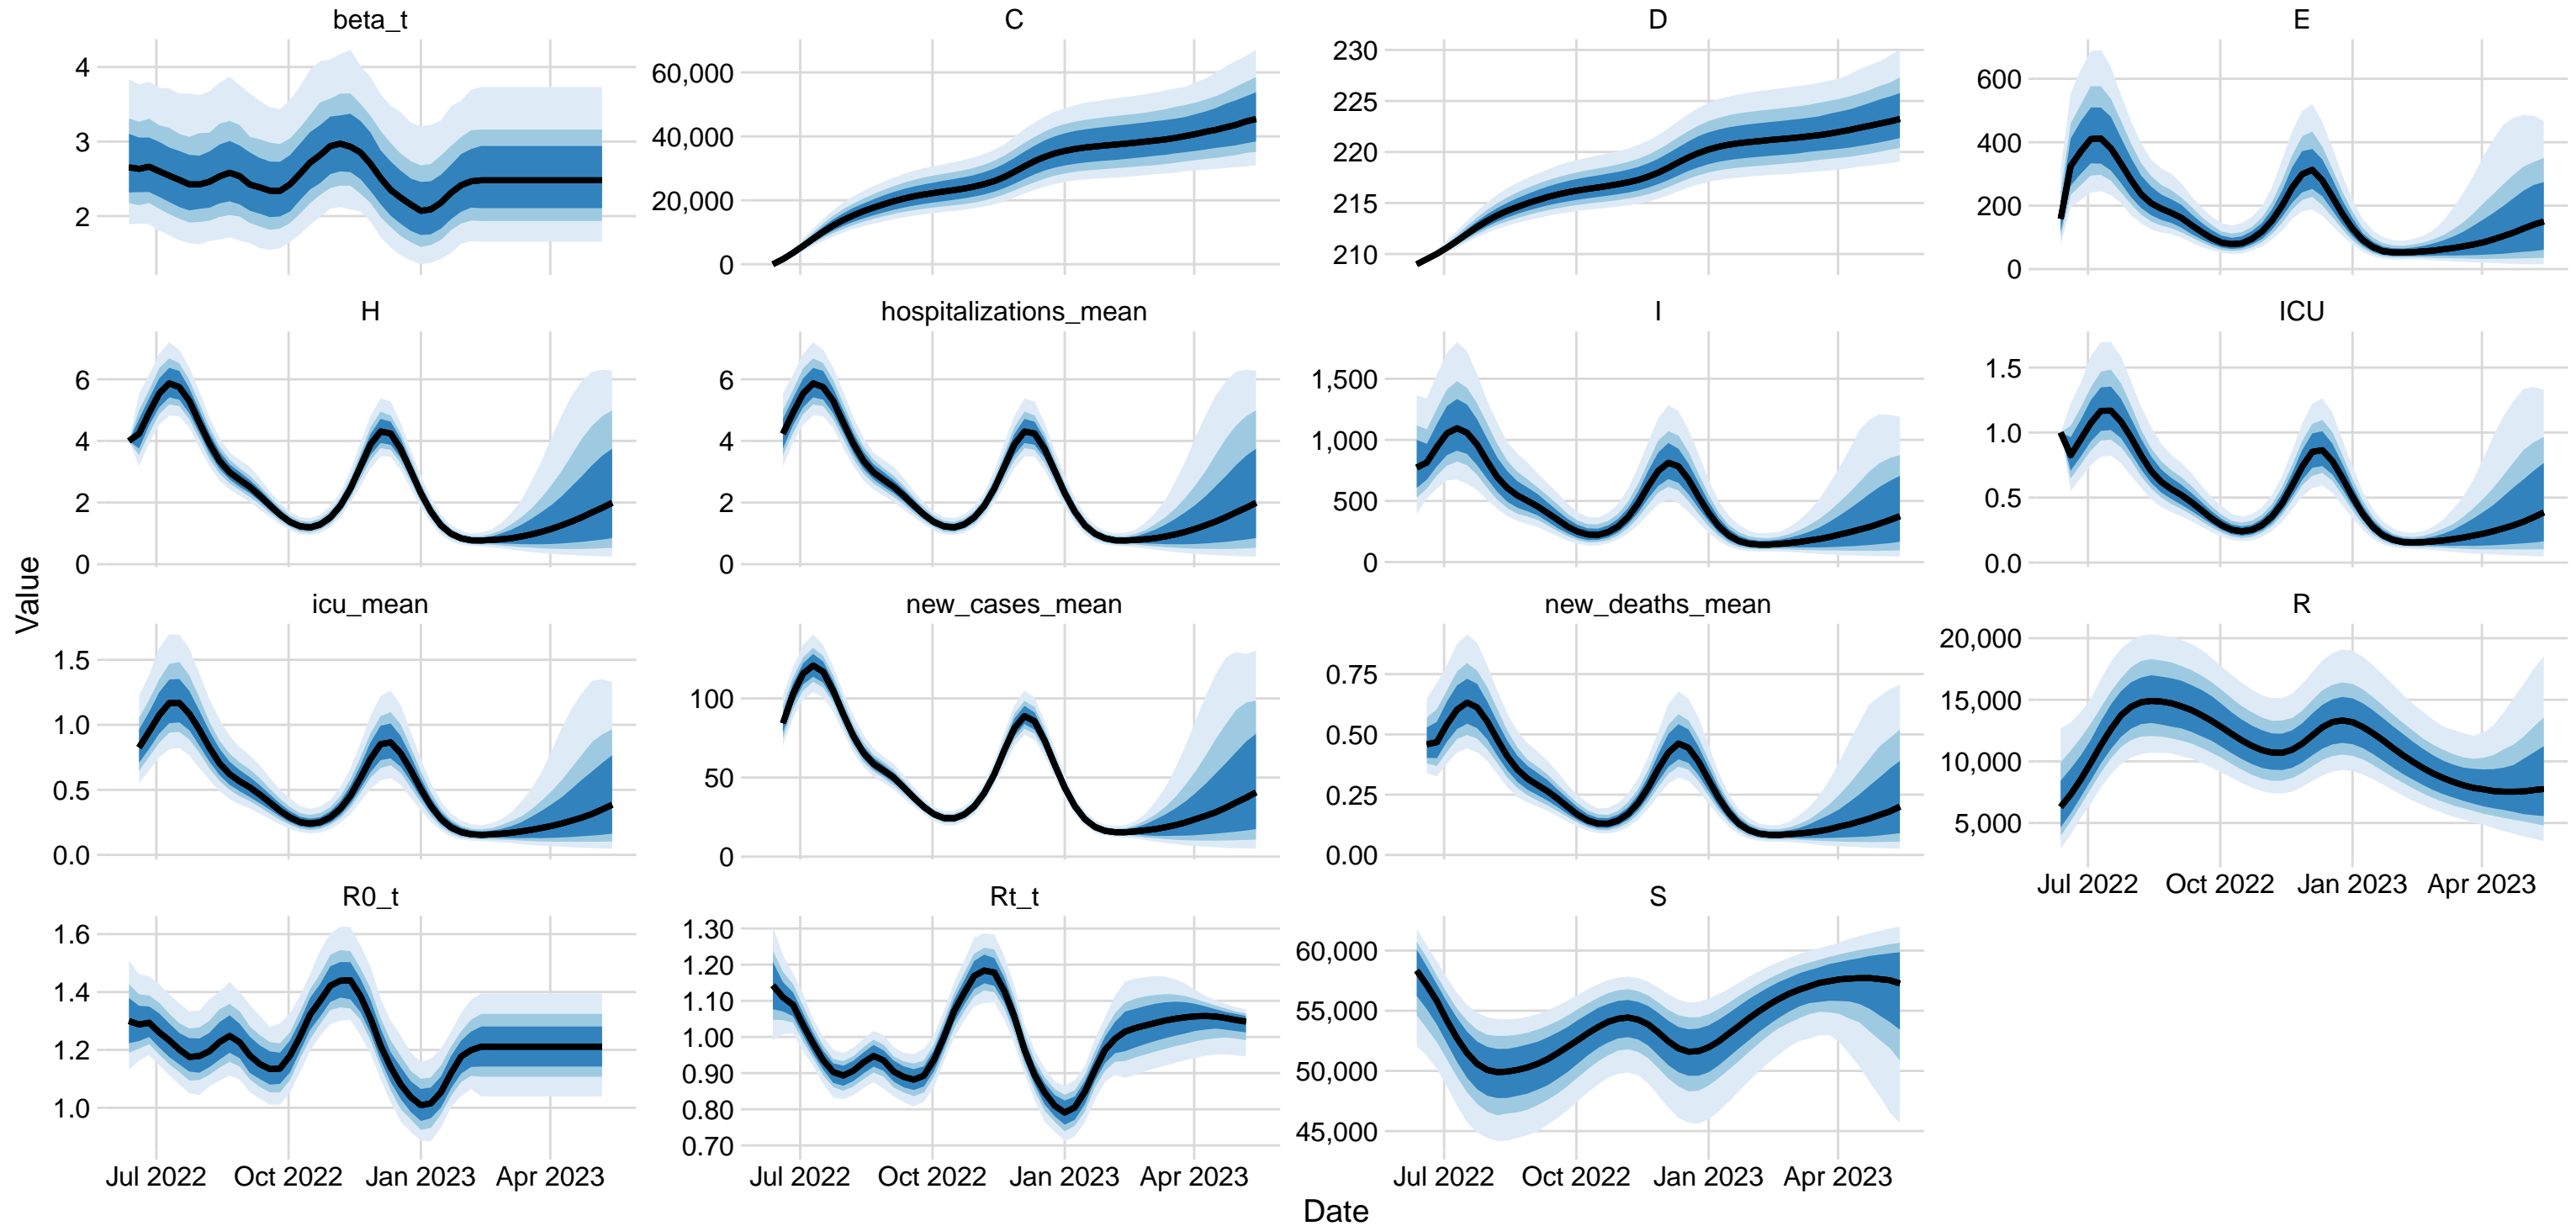 beta_t
C
D
E
4
3
2
60,000
40,000
20,000
0
230
225
220
215
210
600
400
200
0
H
hospitalizations_mean
I
ICU
6
4
2
0
6
4
2
0
1,500
1,000
500
0
1.5
1.0
0.5
0.0
Value
icu_mean
new_cases_mean
new_deaths_mean
R
1.5
1.0
0.5
0.0
100
50
0
0.75
0.50
0.25
0.00
20,000
15,000
10,000
5,000
Jul 2022 Oct 2022 Jan 2023 Apr 2023
R0_t
Rt_t
S
1.6
1.4
1.2
1.0
1.30
1.20
1.10
1.00
0.90
0.80
0.70
60,000
55,000
50,000
45,000
Jul 2022 Oct 2022 Jan 2023 Apr 2023
Jul 2022 Oct 2022 Jan 2023 Apr 2023
Jul 2022 Oct 2022 Jan 2023 Apr 2023
Date